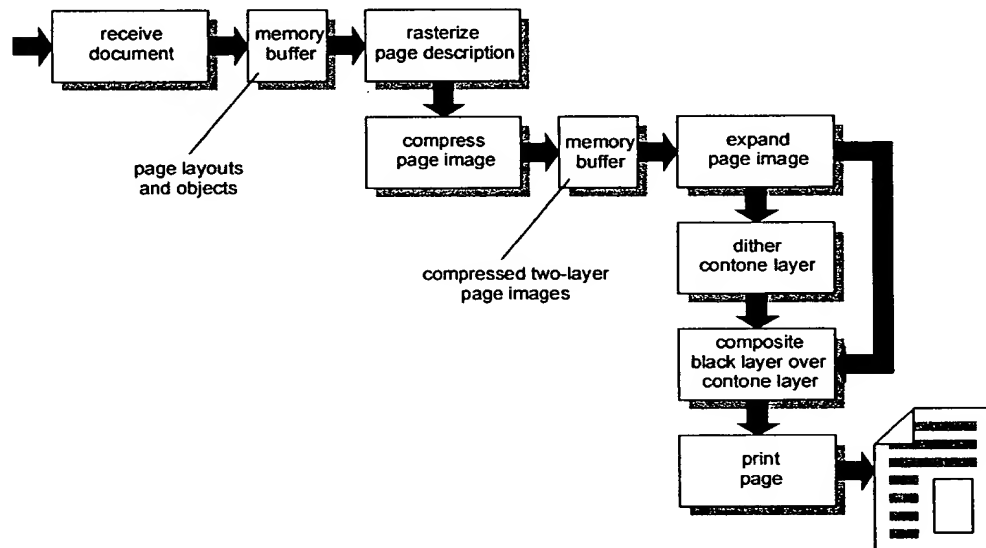 receive
document
memory
buffer
rasterize
page description
compress
page image
memory
buffer
expand
page image
page layouts
and objects
dither
contone layer
compressed two-layer
page images
composite
black layer over
contone layer
print
page